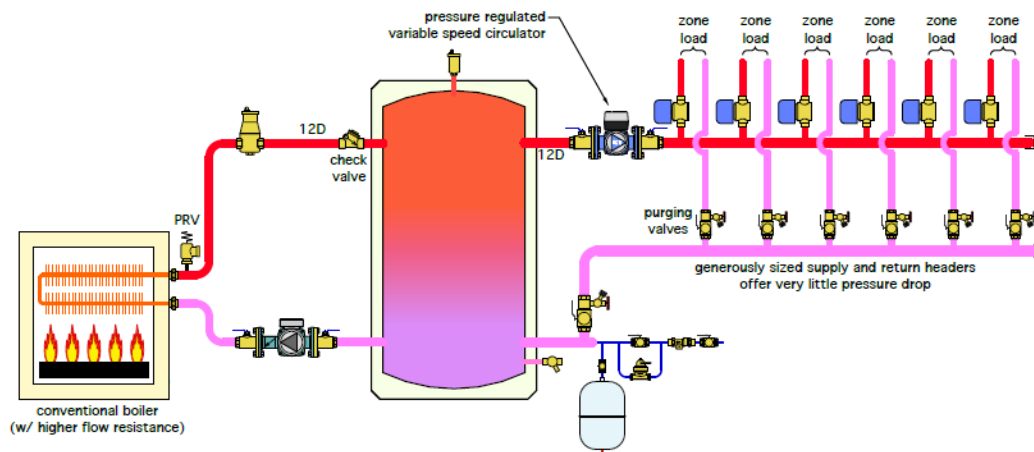 pressure regulated
variable speed circulator
zone
load
zone
load
zone
load
zone
load
zone
load
zone
load
12D
check
valve
12D
PRV
purging
valves
generously sized supply and return headers
offer very little pressure drop
conventional boiler
(w/ higher flow resistance)